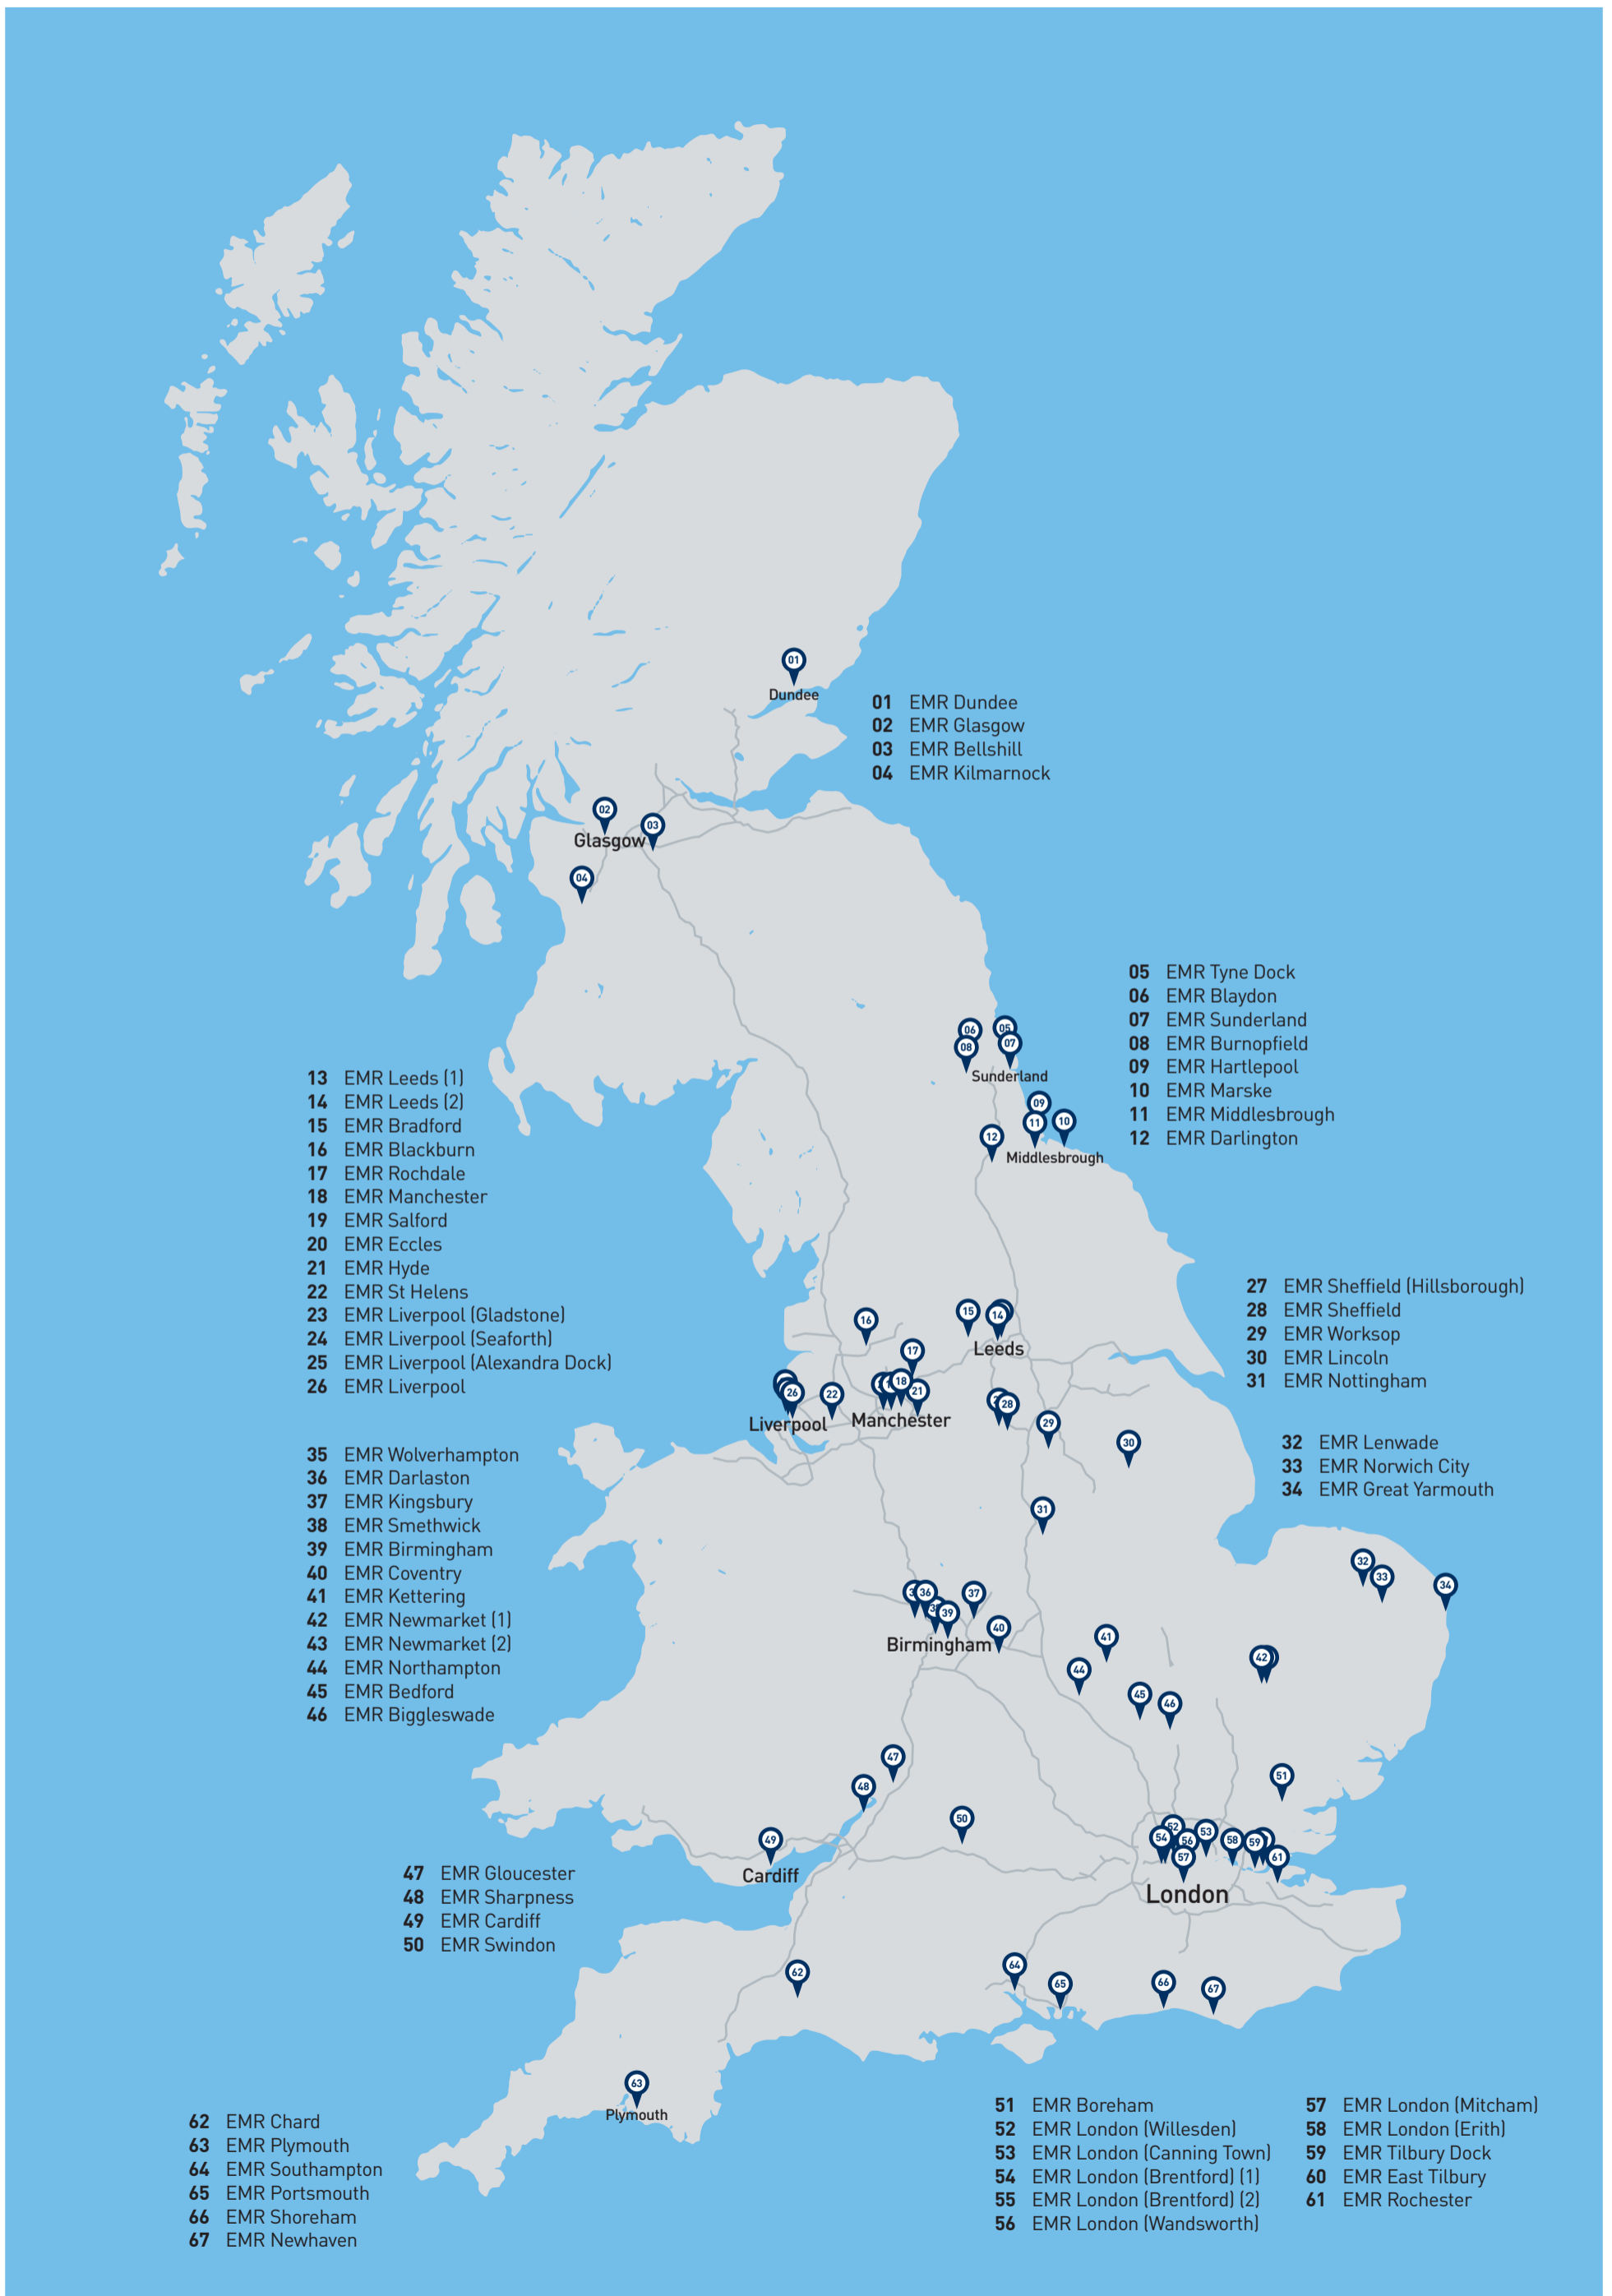 01
Dundee
01 EMR Dundee
02 EMR Glasgow
03 EMR Bellshill
04 EMR Kilmarnock
02
03
Glasgow
04
05 EMR Tyne Dock
06 EMR Blaydon
07 EMR Sunderland
08 EMR Burnopfield
09 EMR Hartlepool
10 EMR Marske
11 EMR Middlesbrough
12 EMR Darlington
06
05
08
07
Sunderland
09
11
10
12
Middlesbrough
13 EMR Leeds (1)
14 EMR Leeds (2)
15 EMR Bradford
16 EMR Blackburn
17 EMR Rochdale
18 EMR Manchester
19 EMR Salford
20 EMR Eccles
21 EMR Hyde
22 EMR St Helens
23 EMR Liverpool (Gladstone)
24 EMR Liverpool (Seaforth)
25 EMR Liverpool (Alexandra Dock)
26 EMR Liverpool
27 EMR Sheffield (Hillsborough)
28 EMR Sheffield
29 EMR Worksop
30 EMR Lincoln
31 EMR Nottingham
16
15
14
Leeds
17
26
22
18
21
Liverpool
Manchester
28
29
30
31
32 EMR Lenwade
33 EMR Norwich City
34 EMR Great Yarmouth
35 EMR Wolverhampton
36 EMR Darlaston
37 EMR Kingsbury
38 EMR Smethwick
39 EMR Birmingham
40 EMR Coventry
41 EMR Kettering
42 EMR Newmarket (1)
43 EMR Newmarket (2)
44 EMR Northampton
45 EMR Bedford
46 EMR Biggleswade
32
33
34
36
37
39
40
Birmingham
41
42
44
45
46
47
48
51
50
49
Cardiff
52
53
54
56
58
59
57
61
London
47 EMR Gloucester
48 EMR Sharpness
49 EMR Cardiff
50 EMR Swindon
62
64
65
66
67
63
Plymouth
62 EMR Chard
63 EMR Plymouth
64 EMR Southampton
65 EMR Portsmouth
66 EMR Shoreham
67 EMR Newhaven
51 EMR Boreham
52 EMR London (Willesden)
53 EMR London (Canning Town)
54 EMR London (Brentford) (1)
55 EMR London (Brentford) (2)
56 EMR London (Wandsworth)
57 EMR London (Mitcham)
58 EMR London (Erith)
59 EMR Tilbury Dock
60 EMR East Tilbury
61 EMR Rochester